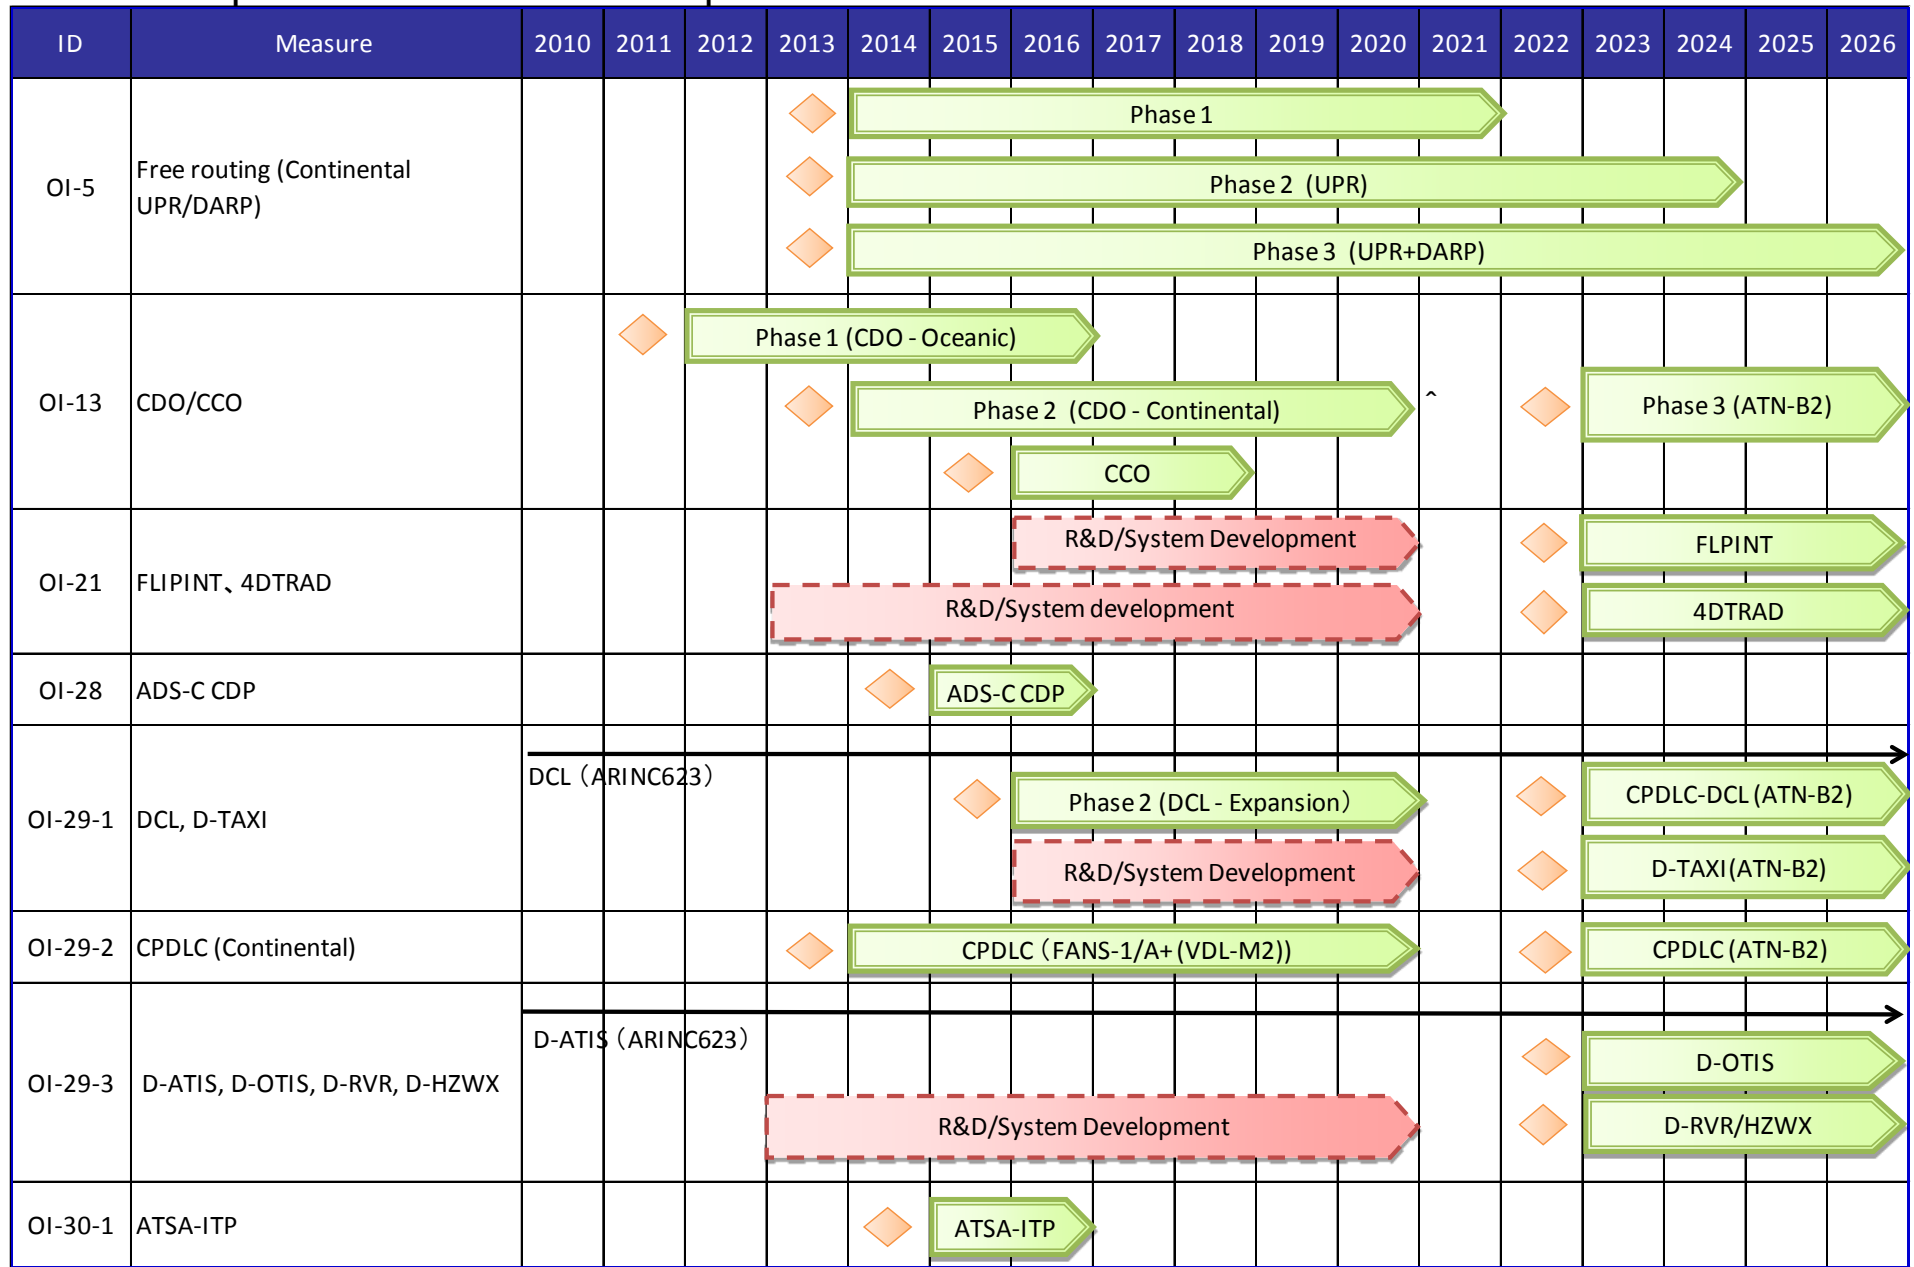 ID Measure 2010 2011 2012 2013 2014 2015 2016 2017 2018 2019 2020 2021 2022 2023 2024 2025 2026
Phase 1
OI-5
Free routing (Continental
UPR/DARP)
Phase 2 (UPR)
Phase 3 (UPR+DARP)
Phase 1 (CDO - Oceanic)
OI-13 CDO/CCO
Phase 2 (CDO - Continental)
^
Phase 3 (ATN-B2)
CCO
R&D/System Development
FLPINT
OI-21 FLIPINT、4DTRAD
R&D/System development
4DTRAD
OI-28 ADS-C CDP
ADS-C CDP
DCL（ARINC623）
OI-29-1 DCL, D-TAXI
Phase 2 (DCL - Expansion）
CPDLC-DCL (ATN-B2)
R&D/System Development
D-TAXI(ATN-B2)
OI-29-2 CPDLC (Continental)
CPDLC（FANS-1/A+ (VDL-M2))
CPDLC (ATN-B2)
D-ATIS（ARINC623）
OI-29-3 D-ATIS, D-OTIS, D-RVR, D-HZWX
D-OTIS
R&D/System Development
D-RVR/HZWX
OI-30-1 ATSA-ITP
ATSA-ITP